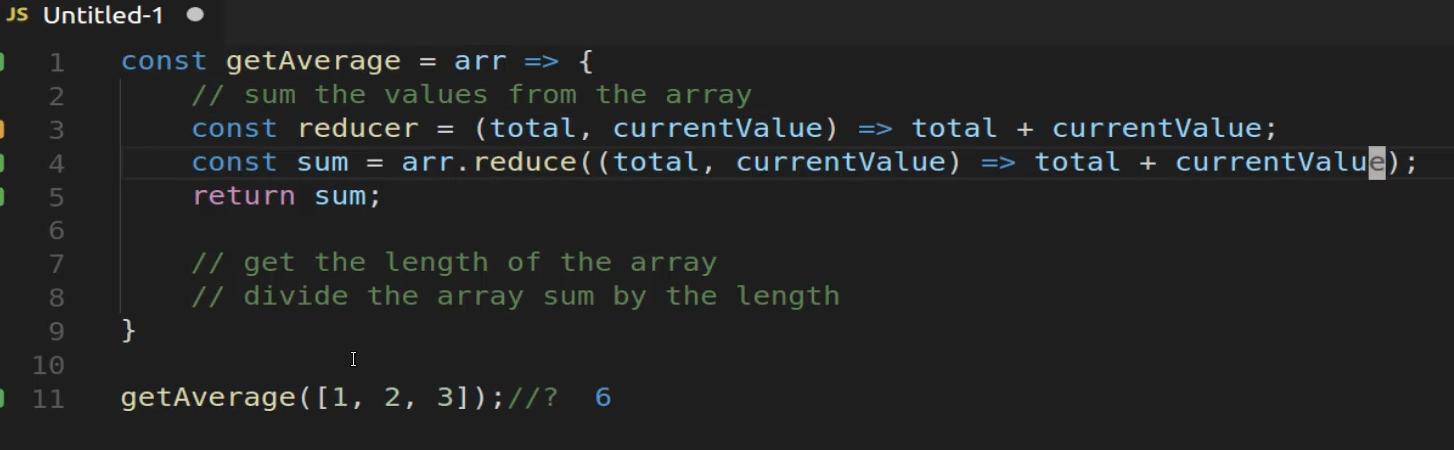 JS Untitled-1
1 const getAverage = arr => {
2 // sum the values from the array
3 const reducer = (total, currentValue) => total + currentValue;
4 const sum = arr.reduce((total, currentValue) => total + currentValue);
5 return sum;
6
7 // get the length of the array
8 // divide the array sum by the length
9 }
10
11 getAverage([1, 2, 3]);//? 6